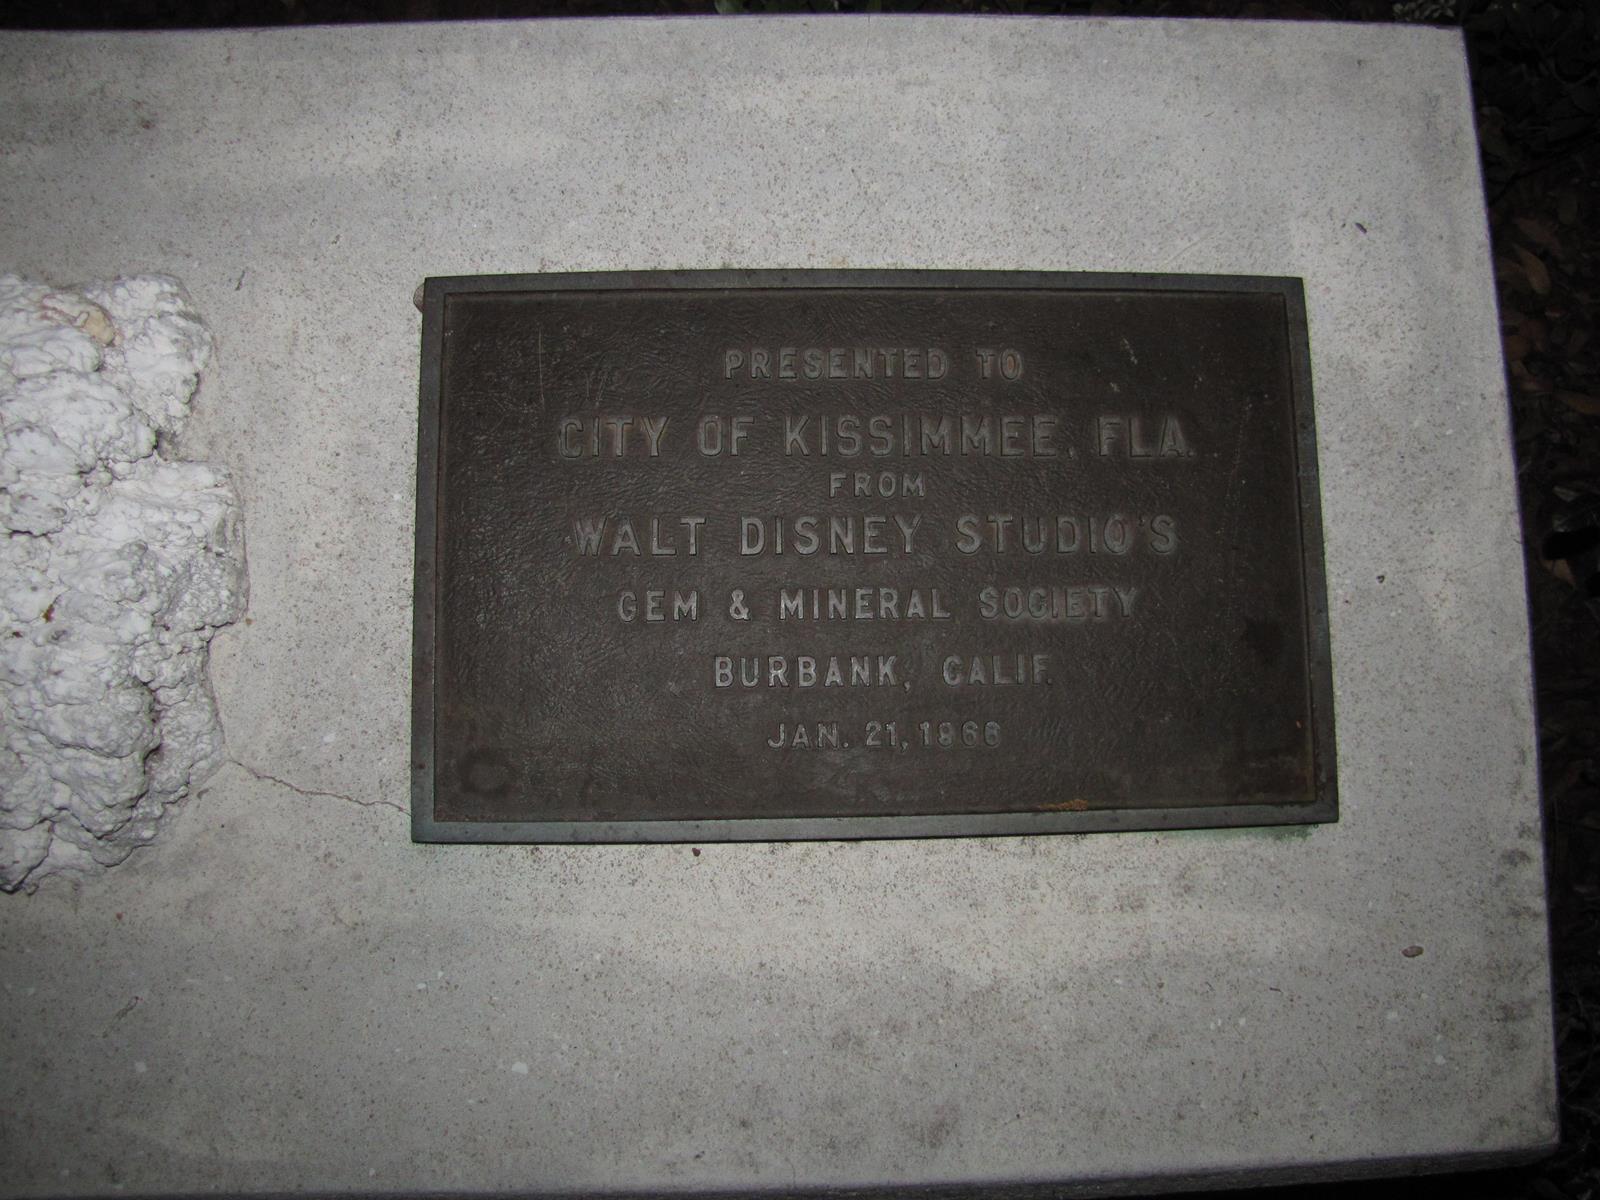 PRESENTED TO
CITY OF KISSIMMEE, FLA.
FROM
WALT DISNEY STUDIO'S
GEM & MINERAL SOCIETY
BURBANK, CALIF.
JAN. 21, 1966